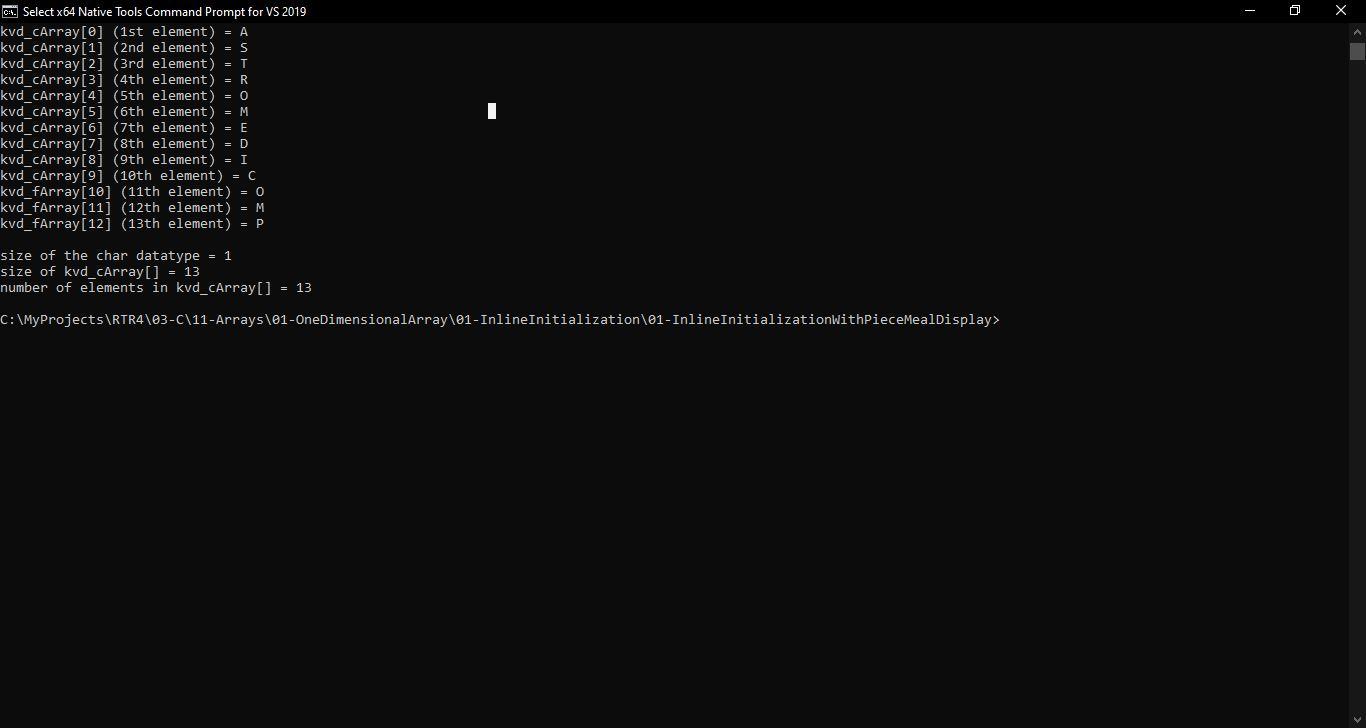 Select x64 Native Tools Command Prompt for VS 2019
kvd_cArray[0] (1st element) = A
kvd_cArray[1] (2nd element) = S
kvd_cArray[2] (3rd element) = T
kvd_cArray[3] (4th element) = R
kvd_cArray[4] (5th element) = O
kvd_cArray[5] (6th element) = M
kvd_cArray[6] (7th element) = E
kvd_cArray[7] (8th element) = D
kvd_cArray[8] (9th element) = I
kvd_cArray[9] (10th element) = C
kvd_fArray[10] (11th element) = O
kvd_fArray[11] (12th element) = M
kvd_fArray[12] (13th element) = P
size of the char datatype = 1
size of kvd_cArray[] = 13
number of elements in kvd_cArray[] = 13
C:\MyProjects\RTR4\03-C\11-Arrays\01-OneDimensionalArray\01-InlineInitialization\01-InlineInitializationWithPieceMealDisplay>